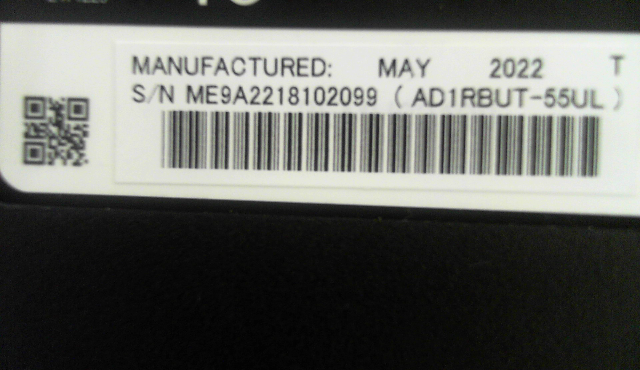 MANUFACTURED: MAY 2022 T
S/N ME9A2218102099 ( AD1RBUT-55UL )